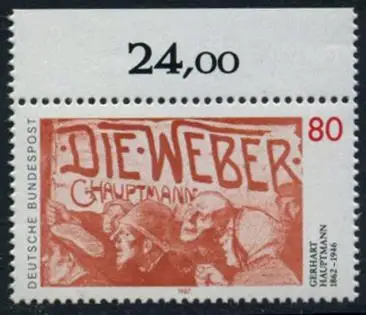 24,00
DEUTSCHE BUNDESPOST
80
·DIE·WEBER·
G.HAUPTMANN
GERHART
HAUPTMANN
1862–1946
1987